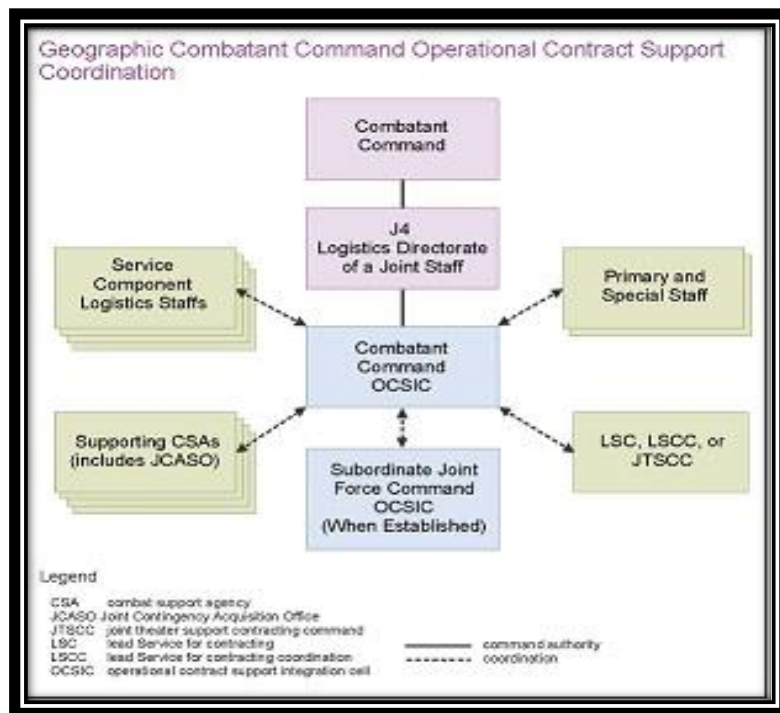 Geographic Combatant Command Operational Contract Support
Coordination
Combatant
Command
J4
Logistics Directorate
of a Joint Staff
Service
Component
Logistics Staffs
Primary and
Special Staff
Combatant
Command
OCSIC
Supporting CSAs
(includes JCASO)
Subordinate Joint
Force Command
OCSIC
(When Established)
LSC, LSCC, or
JTSCC
Legend
CSA combat support agency
JCASO Joint Contingency Acquisition Office
JTSCC joint theater support contracting command
LSC lead Service for contracting
LSCC lead Service for contracting coordination
OCSIC operational contract support integration cell
command authority
coordination